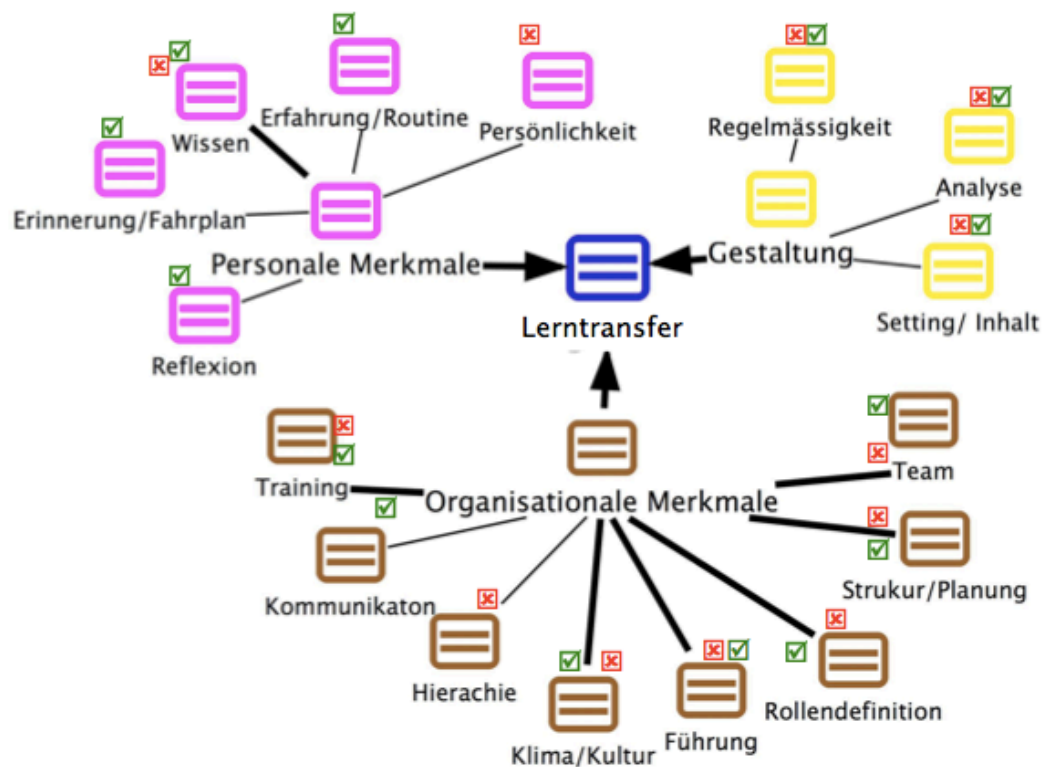 Wissen
Erfahrung/Routine
Persönlichkeit
Regelmässigkeit
Analyse
Erinnerung/Fahrplan
Personale Merkmale
Gestaltung
Setting/ Inhalt
Lerntransfer
Reflexion
Training
Organisationale Merkmale
Team
Kommunikaton
Strukur/Planung
Hierachie
Rollendefinition
Klima/Kultur
Führung